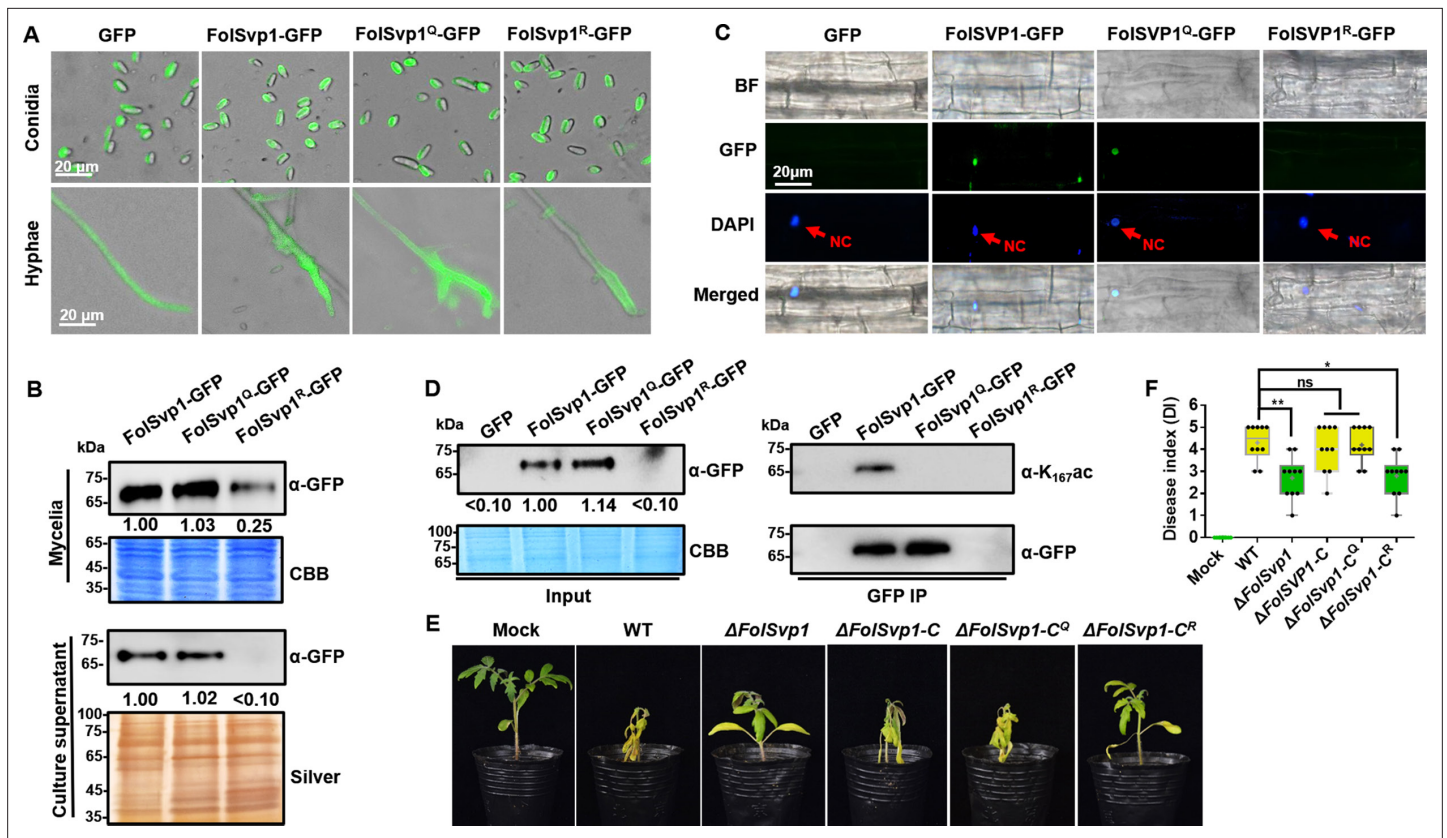 A
GFP
FolSvp1-GFP
FolSvp1Q-GFP
FolSvp1R-GFP
Conidia
20 μm
Hyphae
20 μm
C
GFP
FolSVP1-GFP
FolSVP1Q-GFP
FolSVP1R-GFP
BF
GFP
20μm
DAPI
NC
NC
NC
NC
Merged
B
FolSvp1-GFP
FolSvp1Q-GFP
FolSvp1R-GFP
kDa
Mycelia
75-
65-
α-GFP
1.00 1.03 0.25
65-
45-
35-
CBB
Culture supernatant
75-
65-
α-GFP
1.00 1.02 <0.10
100-
75-
65-
45-
35-
Silver
D
GFP
FolSvp1-GFP
FolSvp1Q-GFP
FolSvp1R-GFP
kDa
75-
65-
α-GFP
<0.10 1.00 1.14 <0.10
100-
75-
65-
CBB
Input
GFP
FolSvp1-GFP
FolSvp1Q-GFP
FolSvp1R-GFP
75-
65-
α-K167ac
75-
65-
α-GFP
GFP IP
E
Mock
WT
ΔFolSvp1
ΔFolSvp1-C
ΔFolSvp1-CQ
ΔFolSvp1-CR
F
*
ns
**
Disease index (DI)
6
5
4
3
2
1
0
Mock
WT
ΔFolSvp1
ΔFolSVP1-C
ΔFolSvp1-CQ
ΔFolSvp1-CR